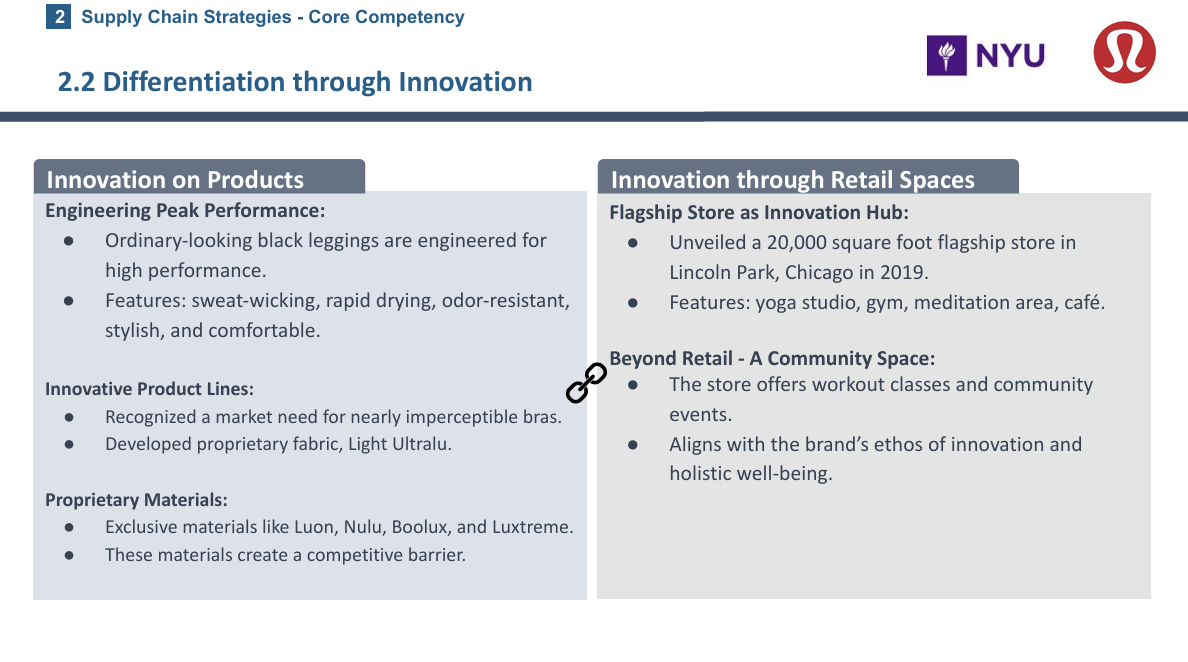 2 Supply Chain Strategies - Core Competency
NYU
2.2 Differentiation through Innovation
Innovation on Products
Engineering Peak Performance:
● Ordinary-looking black leggings are engineered for
high performance.
● Features: sweat-wicking, rapid drying, odor-resistant,
stylish, and comfortable.
Innovative Product Lines:
● Recognized a market need for nearly imperceptible bras.
● Developed proprietary fabric, Light Ultralu.
Proprietary Materials:
● Exclusive materials like Luon, Nulu, Boolux, and Luxtreme.
● These materials create a competitive barrier.
Innovation through Retail Spaces
Flagship Store as Innovation Hub:
● Unveiled a 20,000 square foot flagship store in
Lincoln Park, Chicago in 2019.
● Features: yoga studio, gym, meditation area, café.
Beyond Retail - A Community Space:
● The store offers workout classes and community
events.
● Aligns with the brand’s ethos of innovation and
holistic well-being.